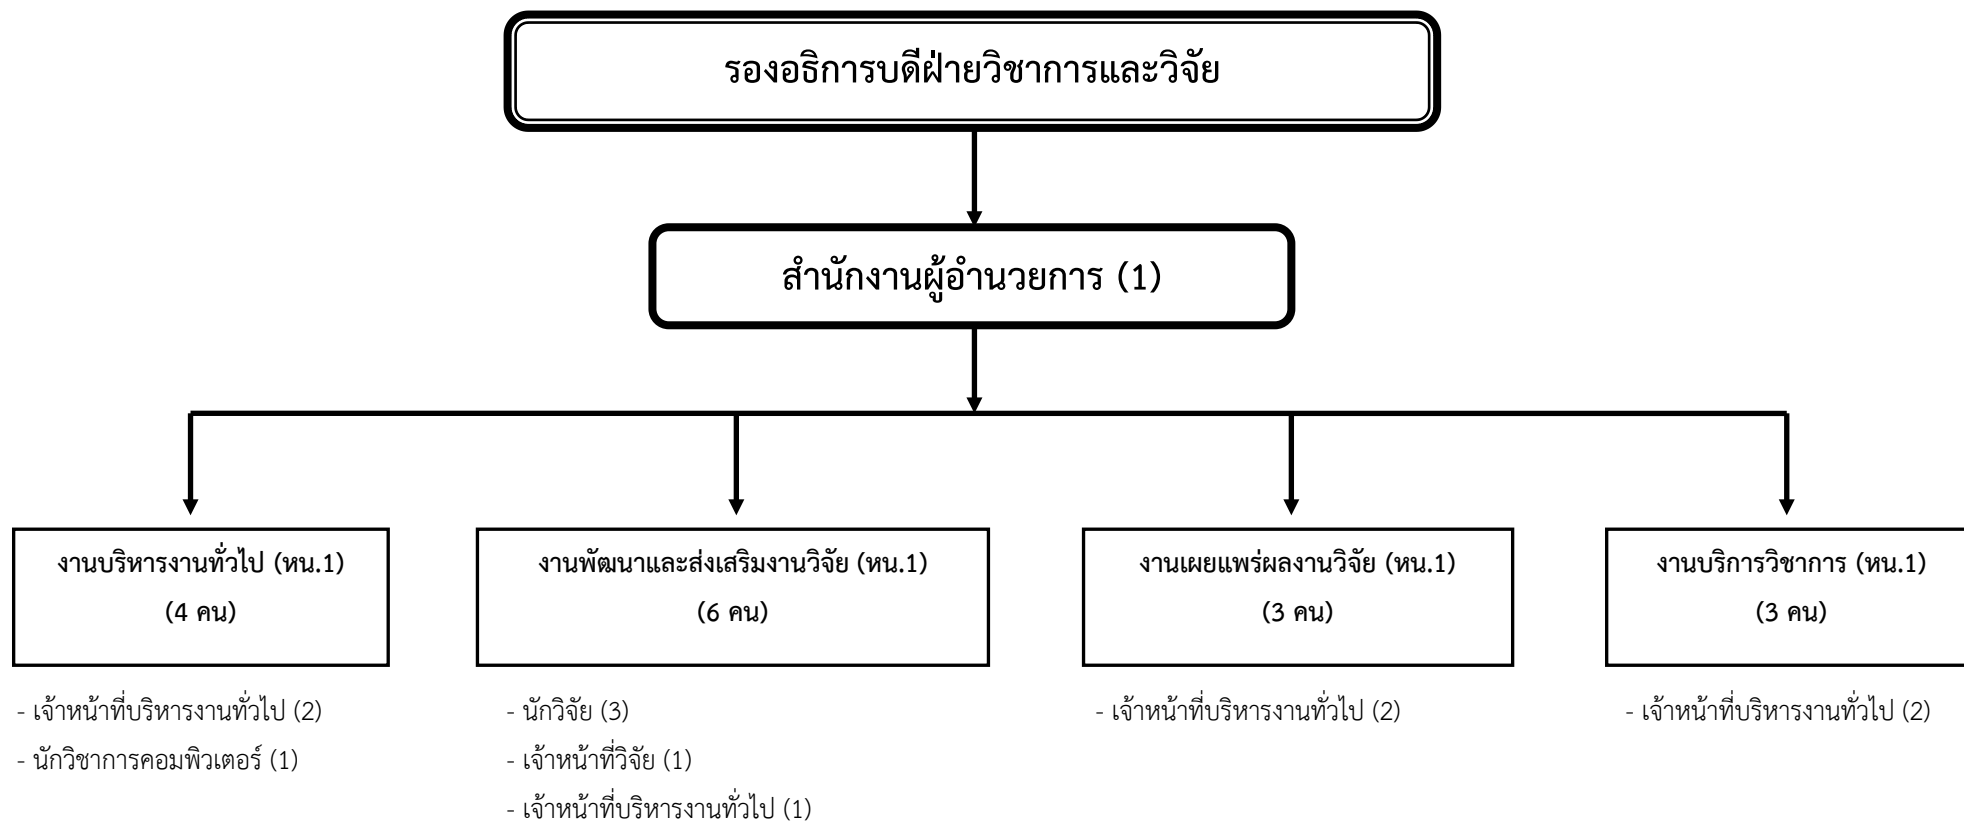 รองอธิการบดีฝ่ายวิชาการและวิจัย
สำนักงานผู้อำนวยการ (1)
งานบริหารงานทั่วไป (หน.1)
(4 คน)
- เจ้าหน้าที่บริหารงานทั่วไป (2)
- นักวิชาการคอมพิวเตอร์ (1)
งานพัฒนาและส่งเสริมงานวิจัย (หน.1)
(6 คน)
- นักวิจัย (3)
- เจ้าหน้าที่วิจัย (1)
- เจ้าหน้าที่บริหารงานทั่วไป (1)
งานเผยแพร่ผลงานวิจัย (หน.1)
(3 คน)
- เจ้าหน้าที่บริหารงานทั่วไป (2)
งานบริการวิชาการ (หน.1)
(3 คน)
- เจ้าหน้าที่บริหารงานทั่วไป (2)